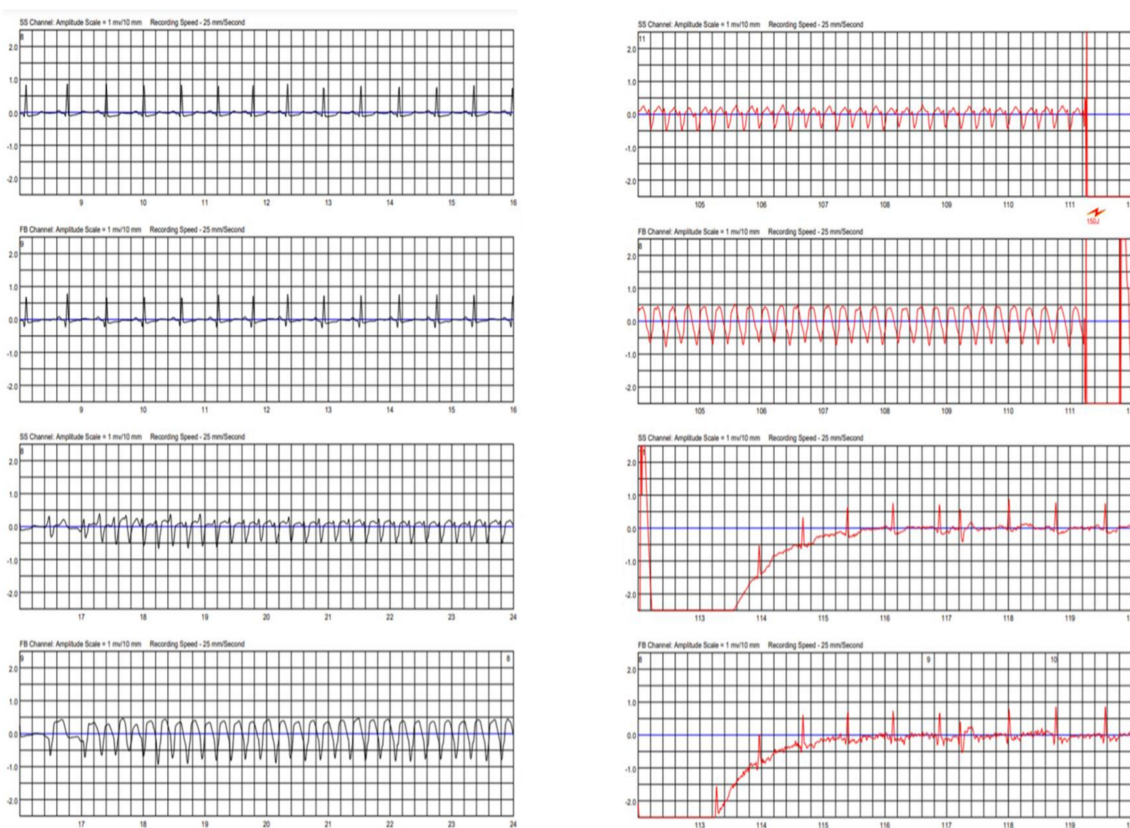 SS Channel: Amplitude Scale = 1 mv/10 mm Recording Speed - 25 mm/Second
8
2.0
1.0
0.0
-1.0
-2.0
9 10 11 12 13 14 15 16
FB Channel: Amplitude Scale = 1 mv/10 mm Recording Speed - 25 mm/Second
9
2.0
1.0
0.0
-1.0
-2.0
9 10 11 12 13 14 15 16
SS Channel: Amplitude Scale = 1 mv/10 mm Recording Speed - 25 mm/Second
8
2.0
1.0
0.0
-1.0
-2.0
17 18 19 20 21 22 23 24
FB Channel: Amplitude Scale = 1 mv/10 mm Recording Speed - 25 mm/Second
9 8
2.0
1.0
0.0
-1.0
-2.0
17 18 19 20 21 22 23 24
SS Channel: Amplitude Scale = 1 mv/10 mm Recording Speed - 25 mm/Second
11
2.0
1.0
0.0
-1.0
-2.0
105 106 107 108 109 110 111
150J
FB Channel: Amplitude Scale = 1 mv/10 mm Recording Speed - 25 mm/Second
8
2.0
1.0
0.0
-1.0
-2.0
105 106 107 108 109 110 111
SS Channel: Amplitude Scale = 1 mv/10 mm Recording Speed - 25 mm/Second
2.0
1.0
0.0
-1.0
-2.0
113 114 115 116 117 118 119
FB Channel: Amplitude Scale = 1 mv/10 mm Recording Speed - 25 mm/Second
8 9 10
2.0
1.0
0.0
-1.0
-2.0
113 114 115 116 117 118 119